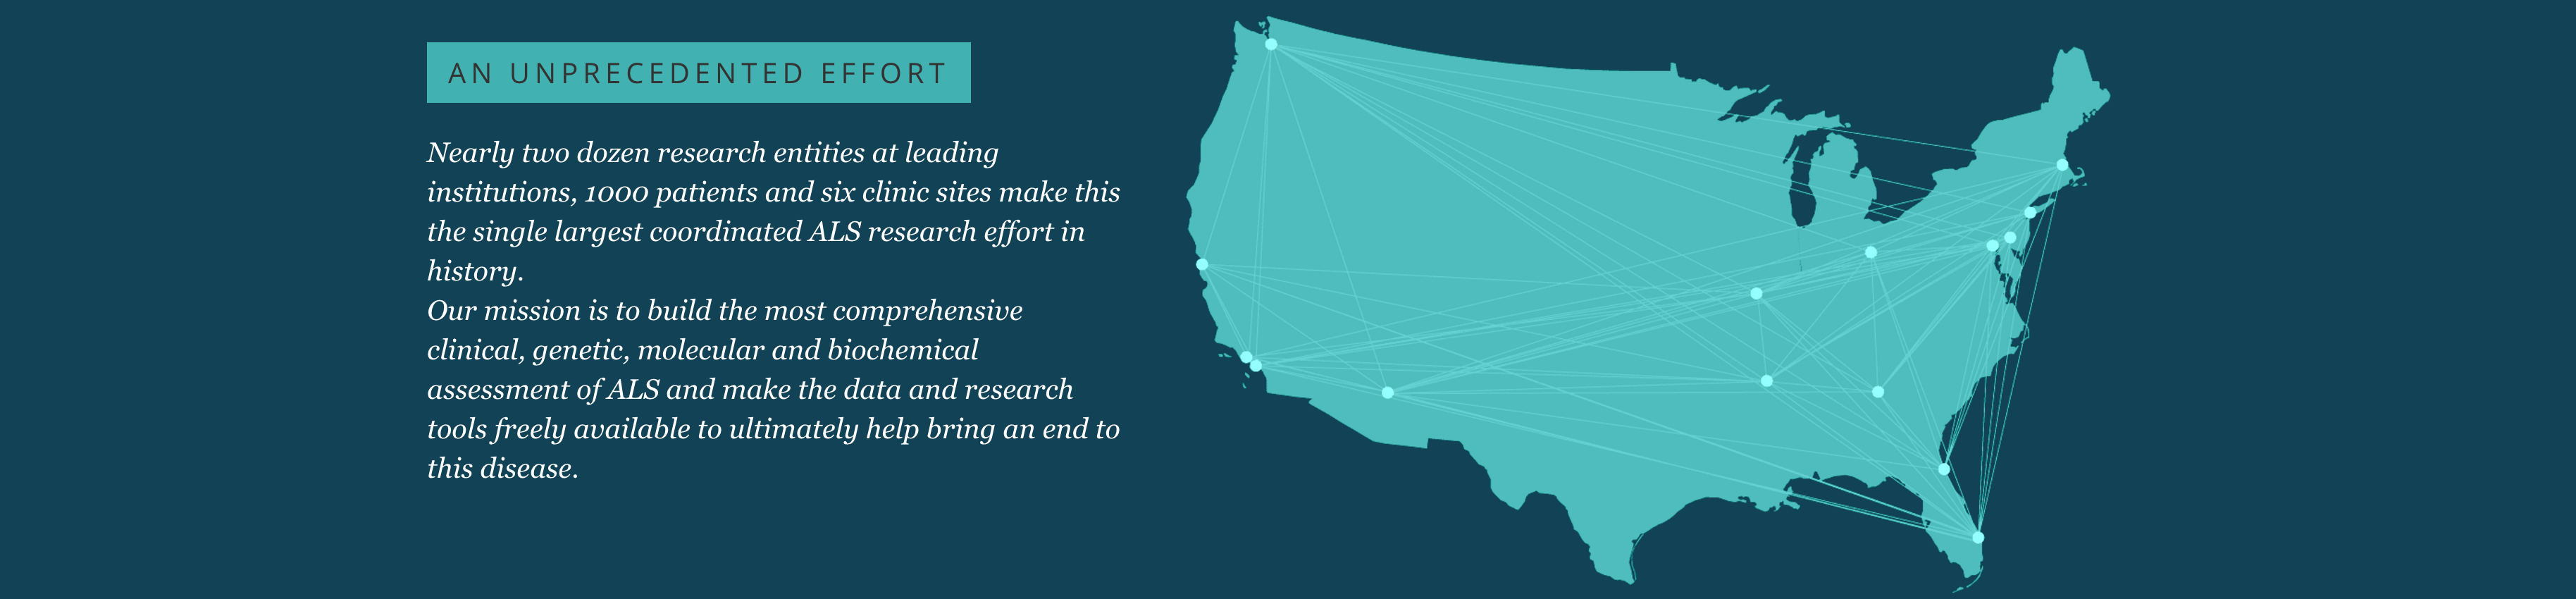 AN UNPRECEDENTED EFFORT
Nearly two dozen research entities at leading
institutions, 1000 patients and six clinic sites make this
the single largest coordinated ALS research effort in
history.
Our mission is to build the most comprehensive
clinical, genetic, molecular and biochemical
assessment of ALS and make the data and research
tools freely available to ultimately help bring an end to
this disease.